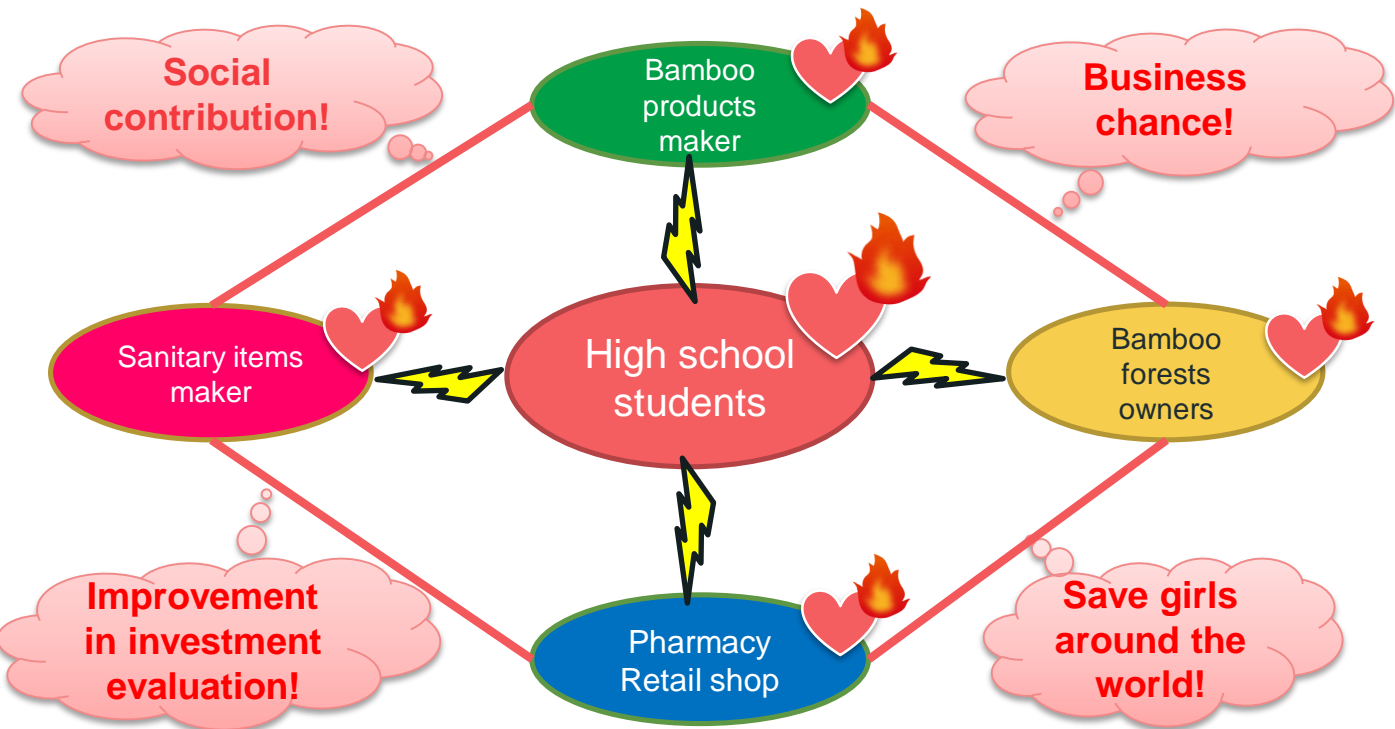 Social
contribution!
Bamboo
products
maker
Business
chance!
Sanitary items
maker
High school
students
Bamboo
forests
owners
Improvement
in investment
evaluation!
Pharmacy
Retail shop
Save girls
around the
world!